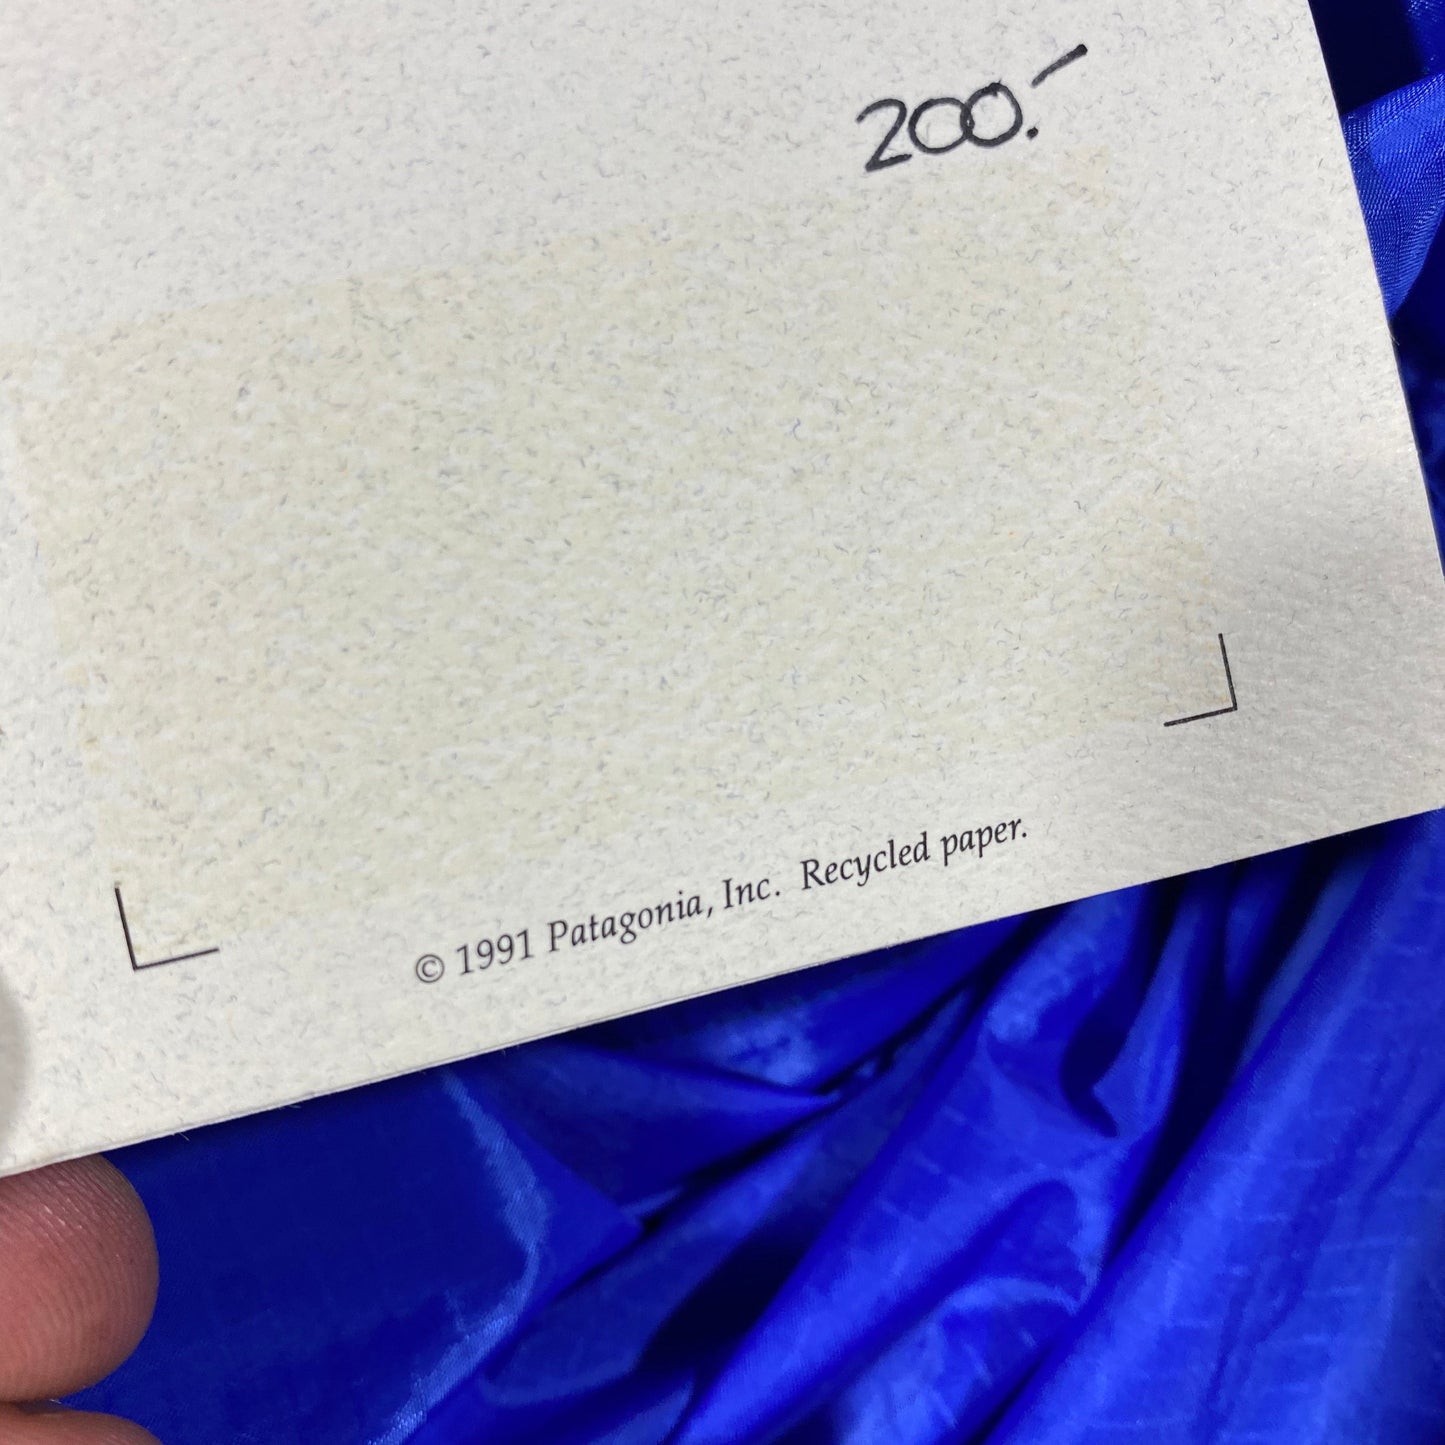 200.-
© 1991 Patagonia, Inc. Recycled paper.